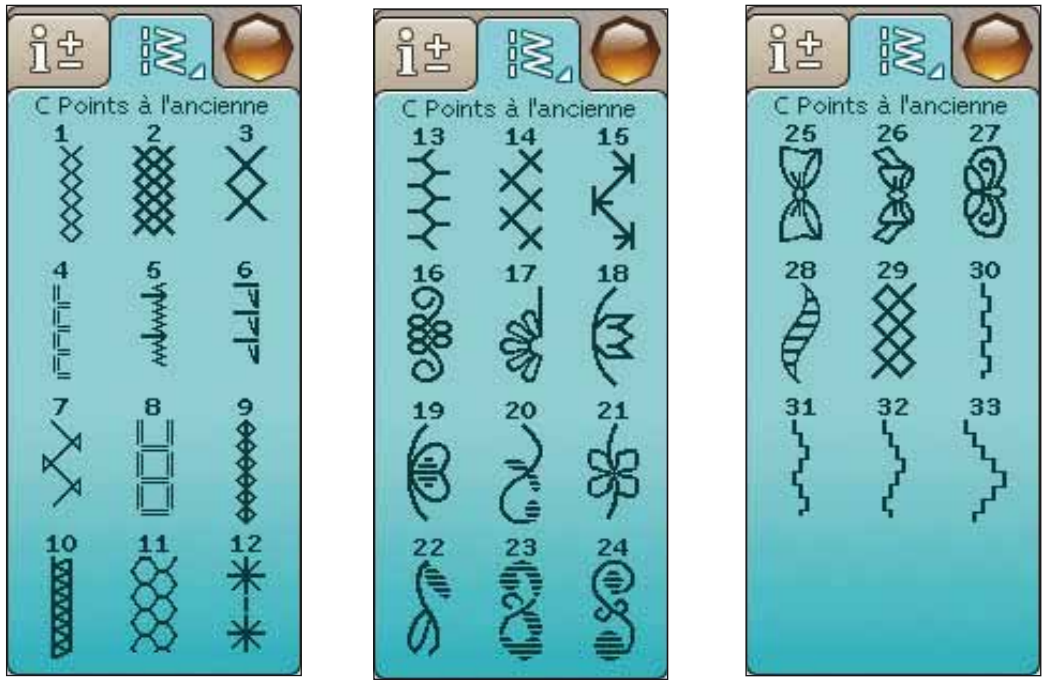 i±
C Points à l'ancienne
1 2 3
4 5 6
7 8 9
10 11 12
i±
C Points à l'ancienne
13 14 15
16 17 18
19 20 21
22 23 24
i±
C Points à l'ancienne
25 26 27
28 29 30
31 32 33